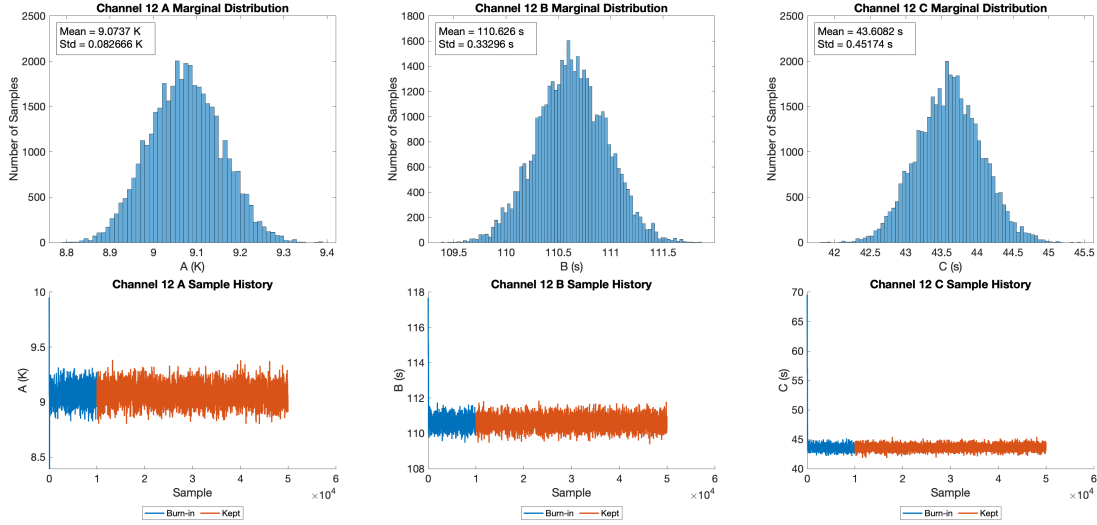 Channel 12 A Marginal Distribution
Mean = 9.0737 K
Std = 0.082666 K
Number of Samples
2500
2000
1500
1000
500
0
8.8 8.9 9 9.1 9.2 9.3 9.4
A (K)
Channel 12 B Marginal Distribution
Mean = 110.626 s
Std = 0.33296 s
Number of Samples
1800
1600
1400
1200
1000
800
600
400
200
0
109.5 110 110.5 111 111.5
B (s)
Channel 12 C Marginal Distribution
Mean = 43.6082 s
Std = 0.45174 s
Number of Samples
2500
2000
1500
1000
500
0
42 42.5 43 43.5 44 44.5 45 45.5
C (s)
Channel 12 A Sample History
A (K)
10
9.5
9
8.5
0 1 2 3 4 5 6
Sample
×10^4
Burn-in Kept
Channel 12 B Sample History
B (s)
118
116
114
112
110
108
0 1 2 3 4 5 6
Sample
×10^4
Burn-in Kept
Channel 12 C Sample History
C (s)
70
65
60
55
50
45
40
0 1 2 3 4 5 6
Sample
×10^4
Burn-in Kept